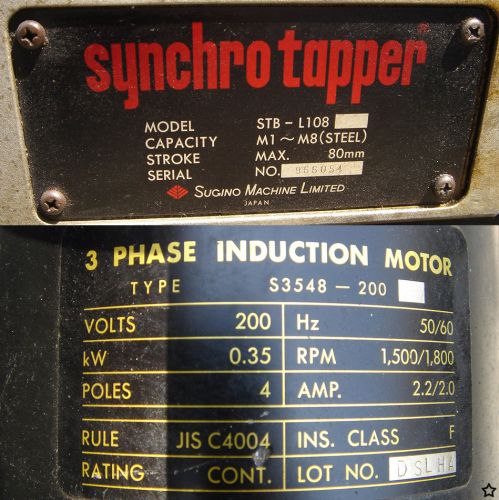 synchro tapper
MODEL STB-L108
CAPACITY M1~M8(STEEL)
STROKE MAX. 80mm
SERIAL NO. 966054
SUGINO MACHINE LIMITED
JAPAN
3 PHASE INDUCTION MOTOR
TYPE S3548-200
VOLTS 200 Hz 50/60
kW 0.35 RPM 1,500/1,800
POLES 4 AMP. 2.2/2.0
RULE JIS C4004 INS. CLASS F
RATING CONT. LOT NO. DSLHA